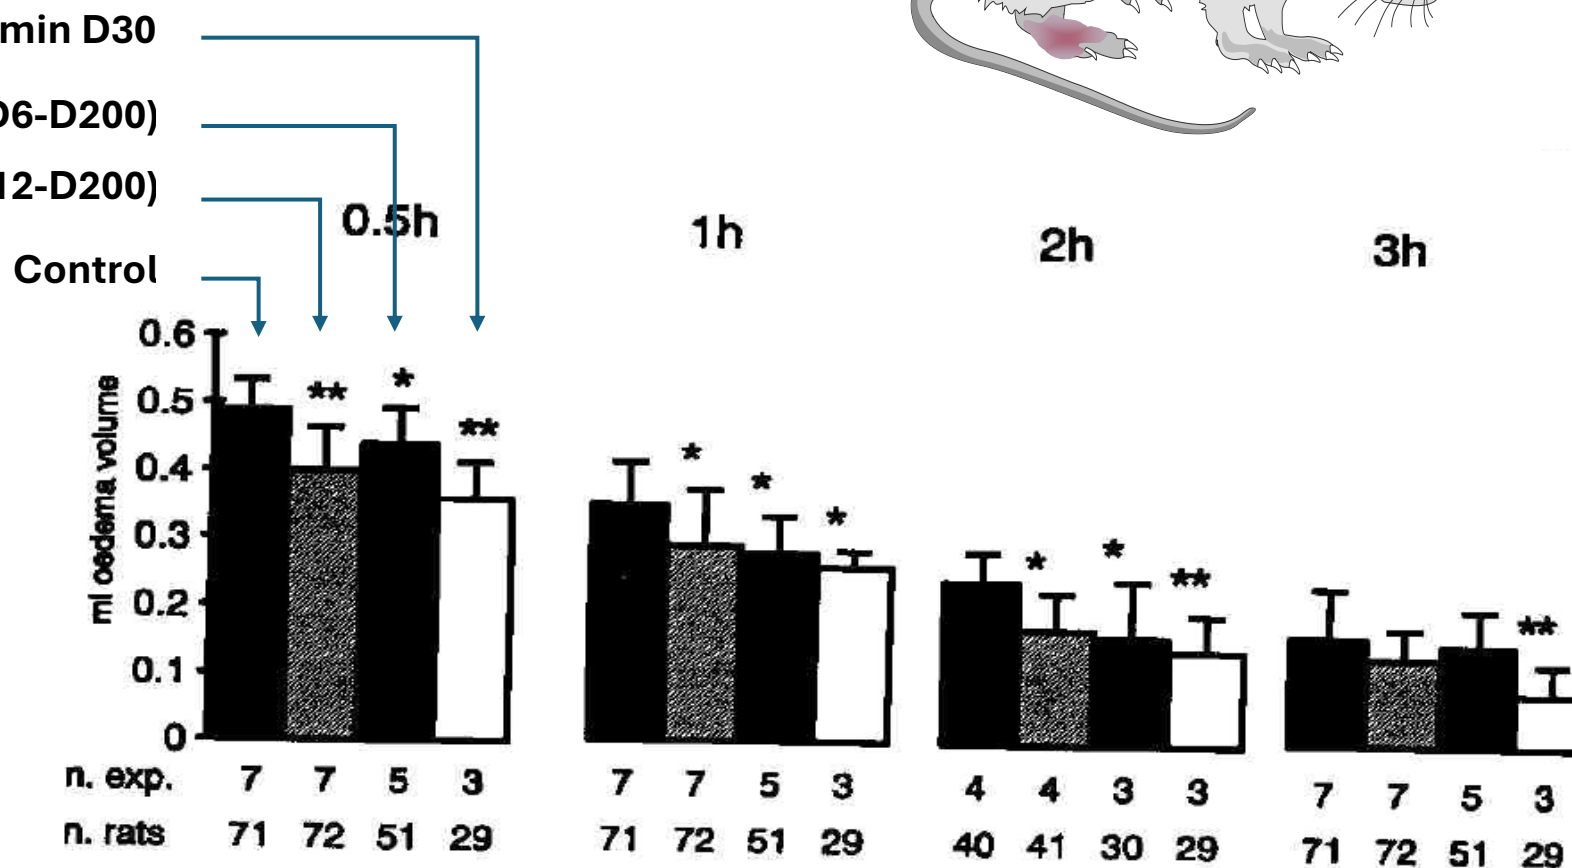 min D30
D6-D200)
12-D200)
Control
0.5h
1h
2h
3h
ml oedema volume
0.6
0.5
0.4
0.3
0.2
0.1
0
** * **
* * *
* * **
**
n. exp. 7 7 5 3 7 7 5 3 4 4 3 3 7 7 5 3
n. rats 71 72 51 29 71 72 51 29 40 41 30 29 71 72 51 29